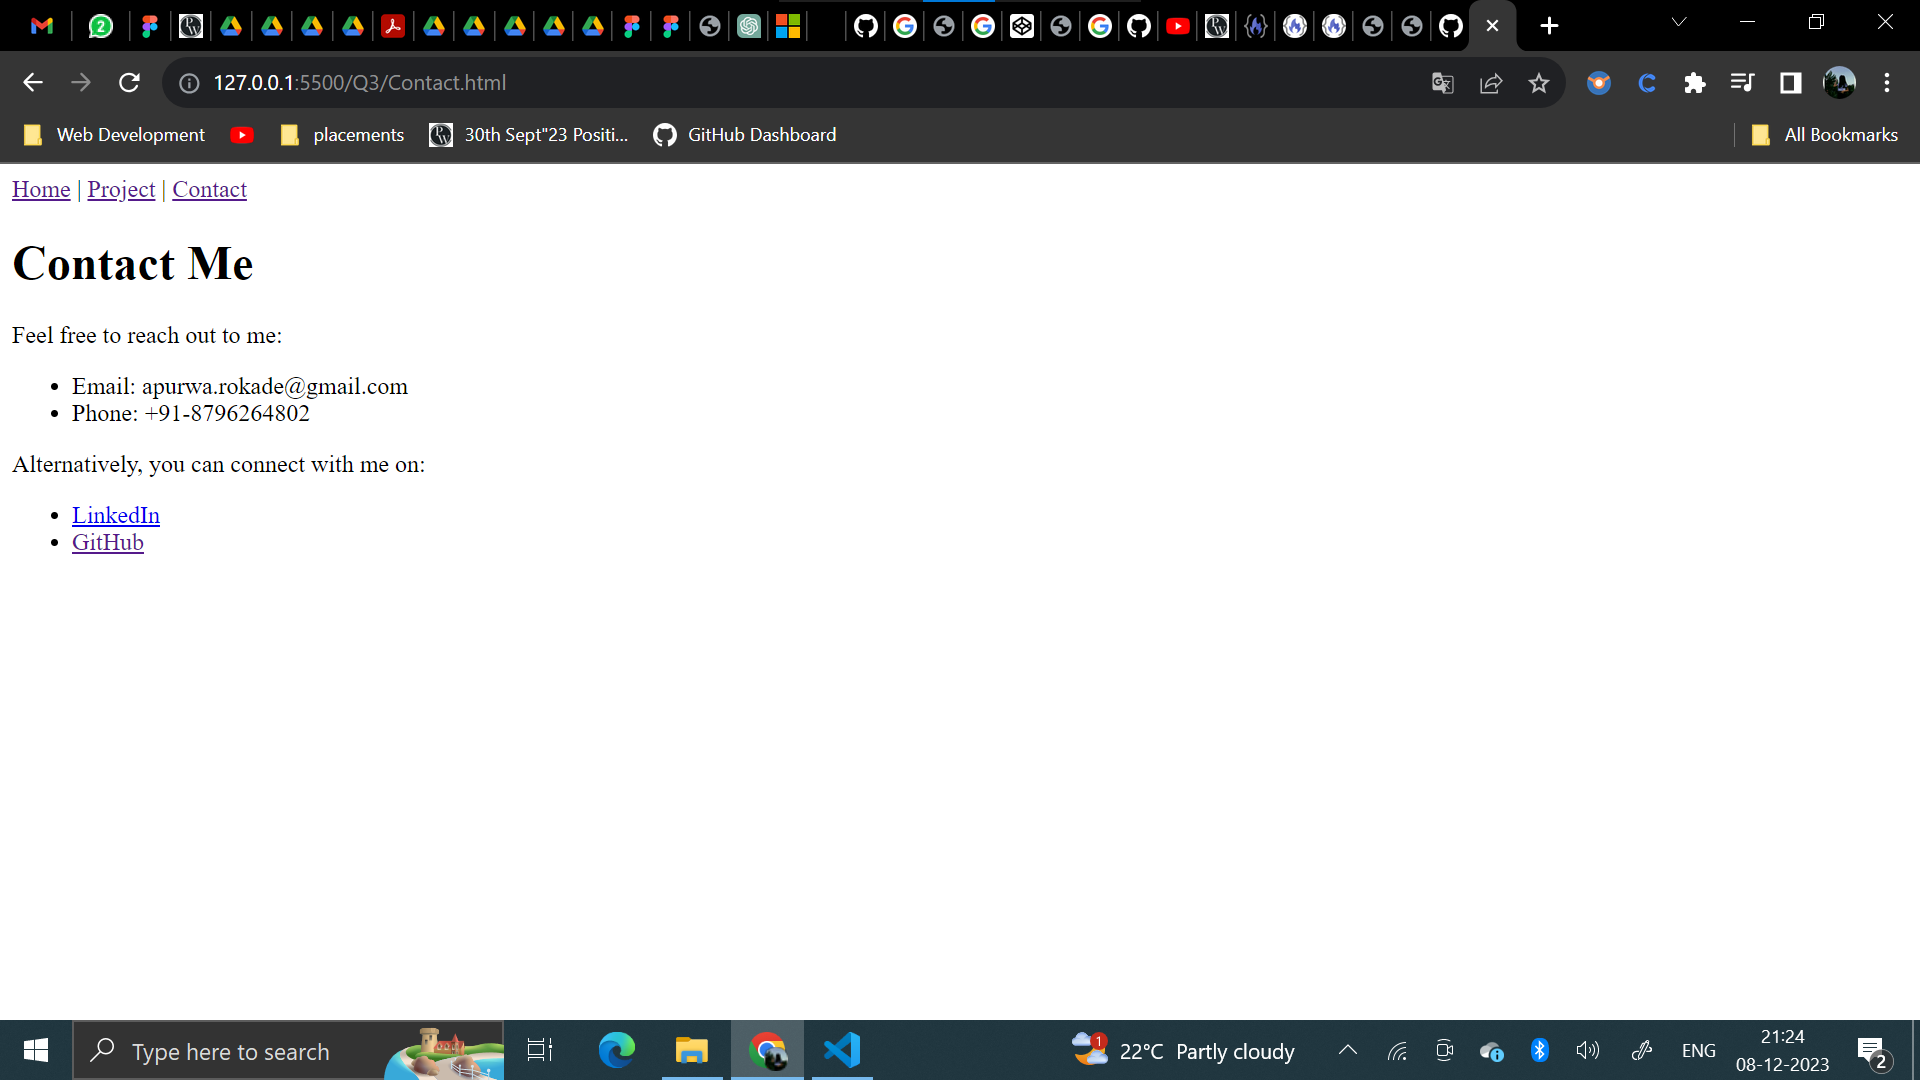 2
127.0.0.1:5500/Q3/Contact.html
Web Development placements 30th Sept"23 Positi... GitHub Dashboard All Bookmarks
Home | Project | Contact
Contact Me
Feel free to reach out to me:
• Email: apurwa.rokade@gmail.com
• Phone: +91-8796264802
Alternatively, you can connect with me on:
• LinkedIn
• GitHub
Type here to search
1
22°C Partly cloudy
ENG
21:24
08-12-2023
2